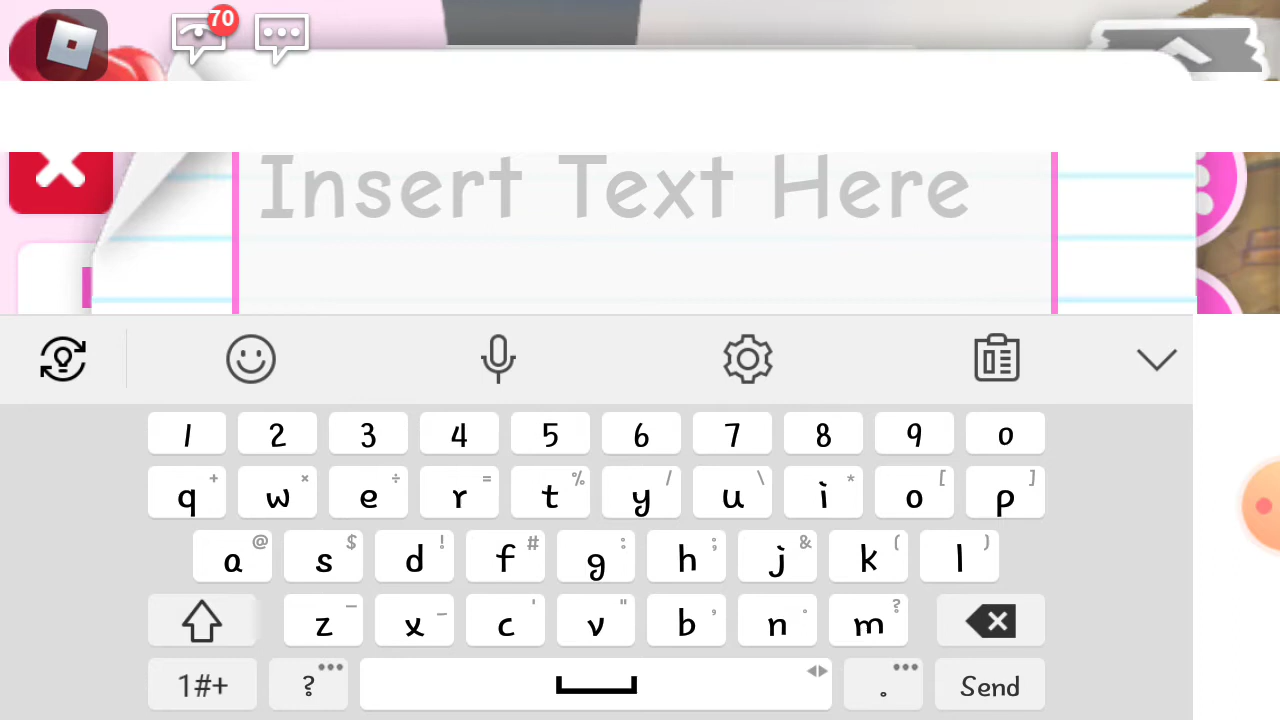 70
Insert Text Here
1 2 3 4 5 6 7 8 9 0
+ × ÷ = % / \ * [ ]
q w e r t y u i o p
@ $ ! # : ; & ( )
a s d f g h j k l
— _ ' " , . ?
z x c v b n m
1#+ ? . Send